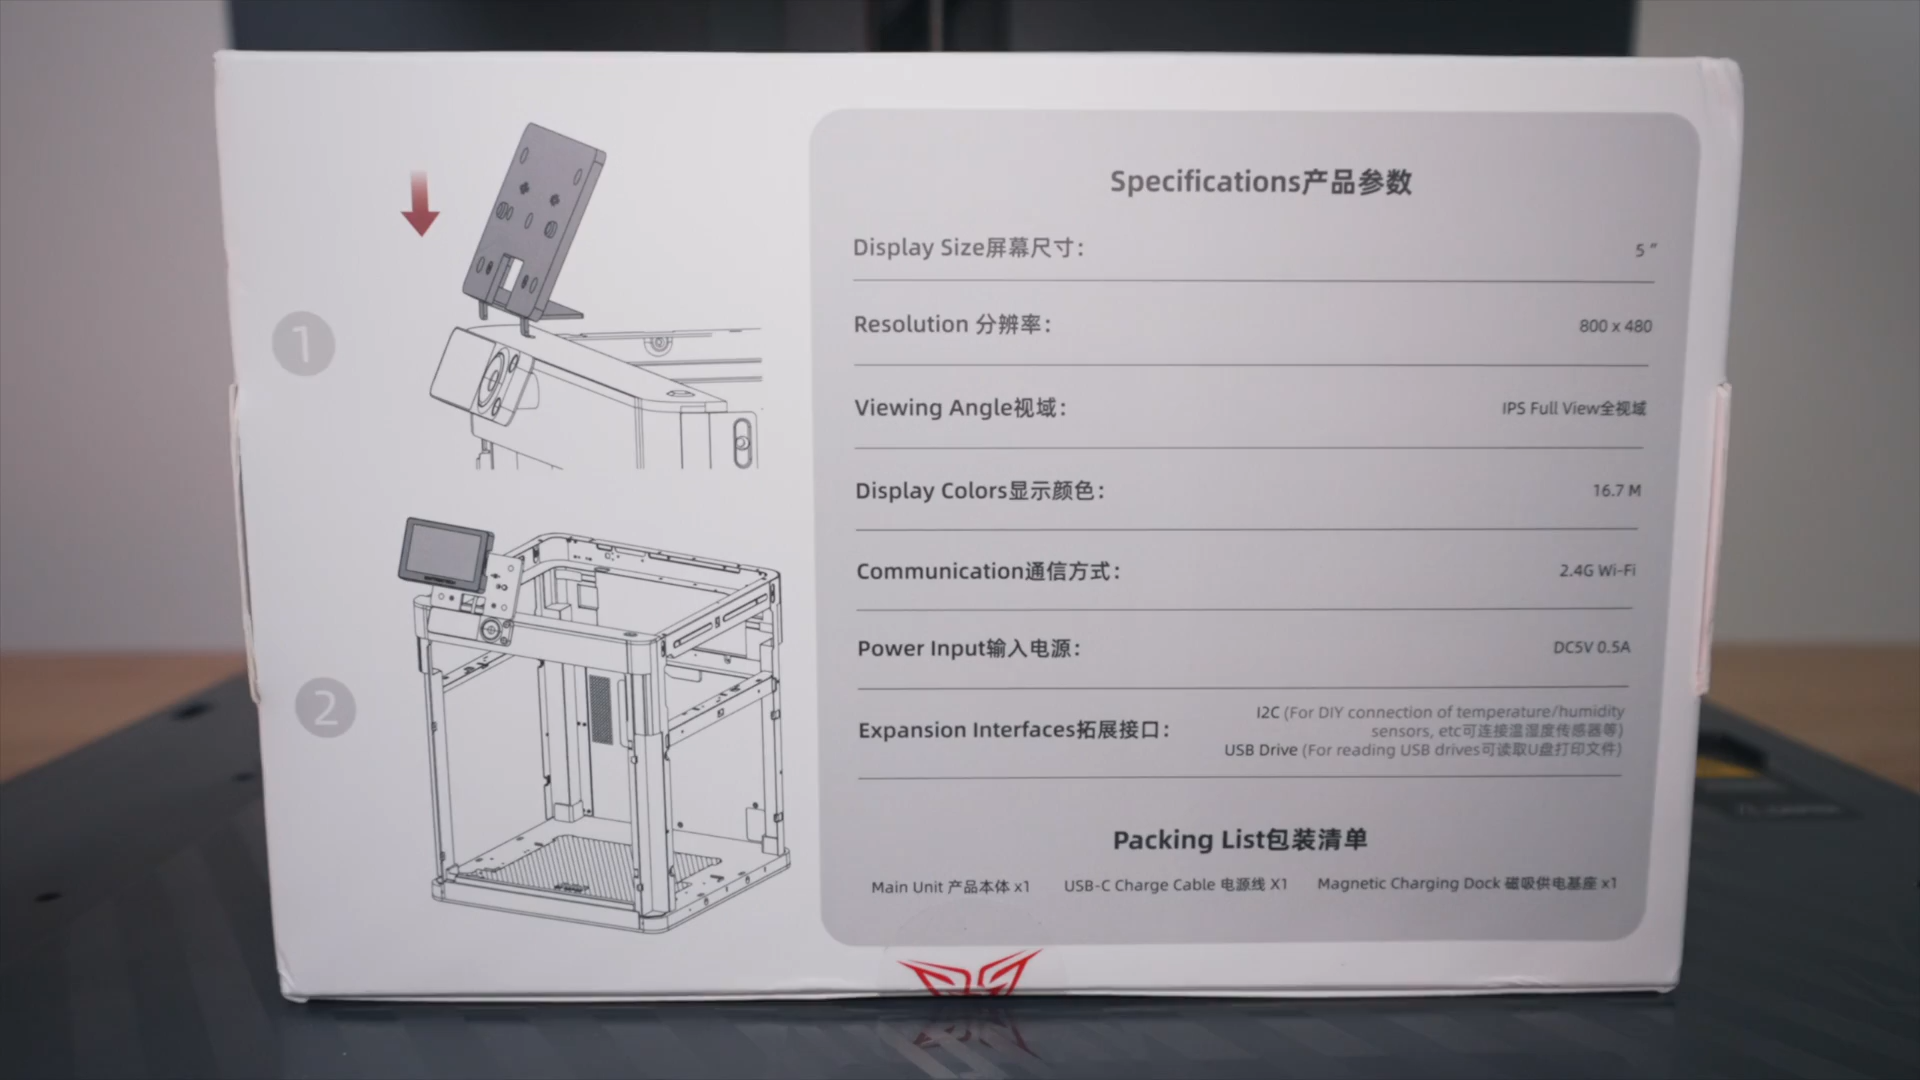 1
2
Specifications产品参数
Display Size屏幕尺寸: 5″
Resolution 分辨率: 800 x 480
Viewing Angle视域: IPS Full View全视域
Display Colors显示颜色: 16.7 M
Communication通信方式: 2.4G Wi-Fi
Power Input输入电源: DC5V 0.5A
Expansion Interfaces拓展接口: I2C (For DIY connection of temperature/humidity
sensors, etc可连接温湿度传感器等)
USB Drive (For reading USB drives可读取U盘打印文件)
Packing List包装清单
Main Unit 产品本体 x1 USB-C Charge Cable 电源线 X1 Magnetic Charging Dock 磁吸供电基座 x1